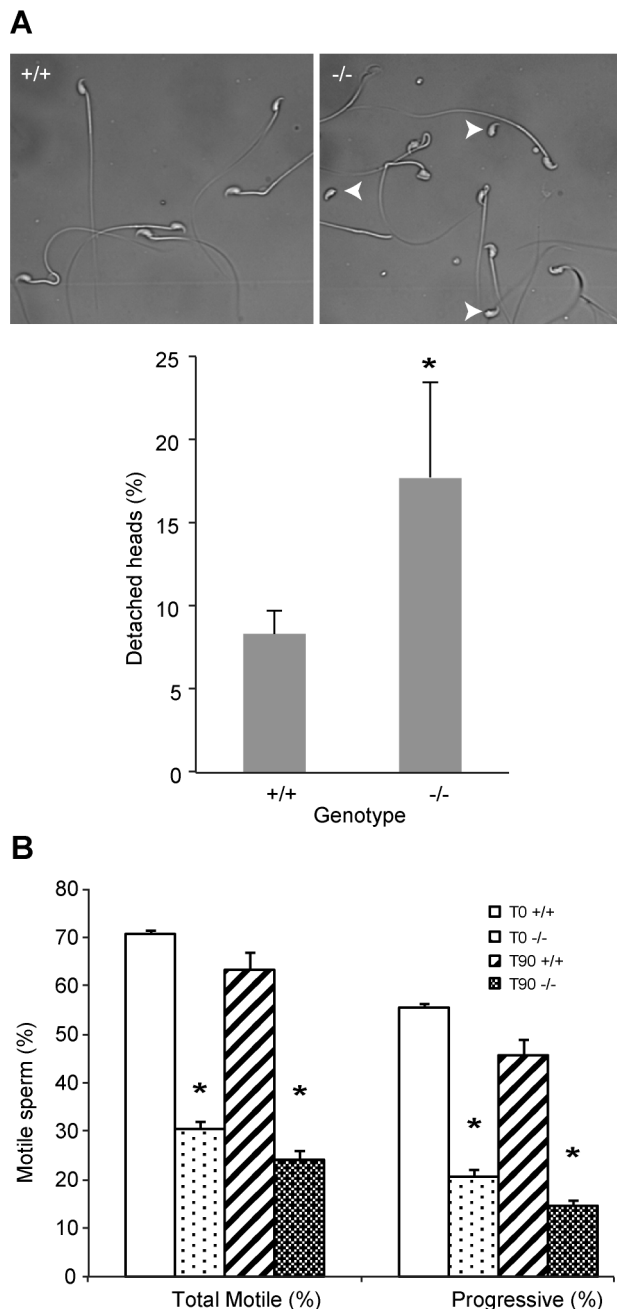 A
+/+
-/-
25
20
15
10
5
0
*
Detached heads (%)
+/+ -/-
Genotype
B
80
70
60
50
40
30
20
10
0
Motile sperm (%)
T0 +/+
T0 -/-
T90 +/+
T90 -/-
* * * *
Total Motile (%) Progressive (%)